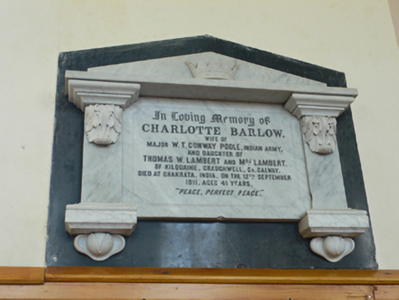 In Loving Memory of
CHARLOTTE BARLOW,
WIFE OF
MAJOR W. T. CONWAY POOLE, INDIAN ARMY,
AND DAUGHTER OF
THOMAS W. LAMBERT AND MRS LAMBERT.
OF KILQUAINE, CRAUGHWELL, CO. GALWAY.
DIED AT CHAKRATA, INDIA, ON THE 12TH SEPTEMBER
1911, AGED 41 YEARS.
"PEACE, PERFECT PEACE."